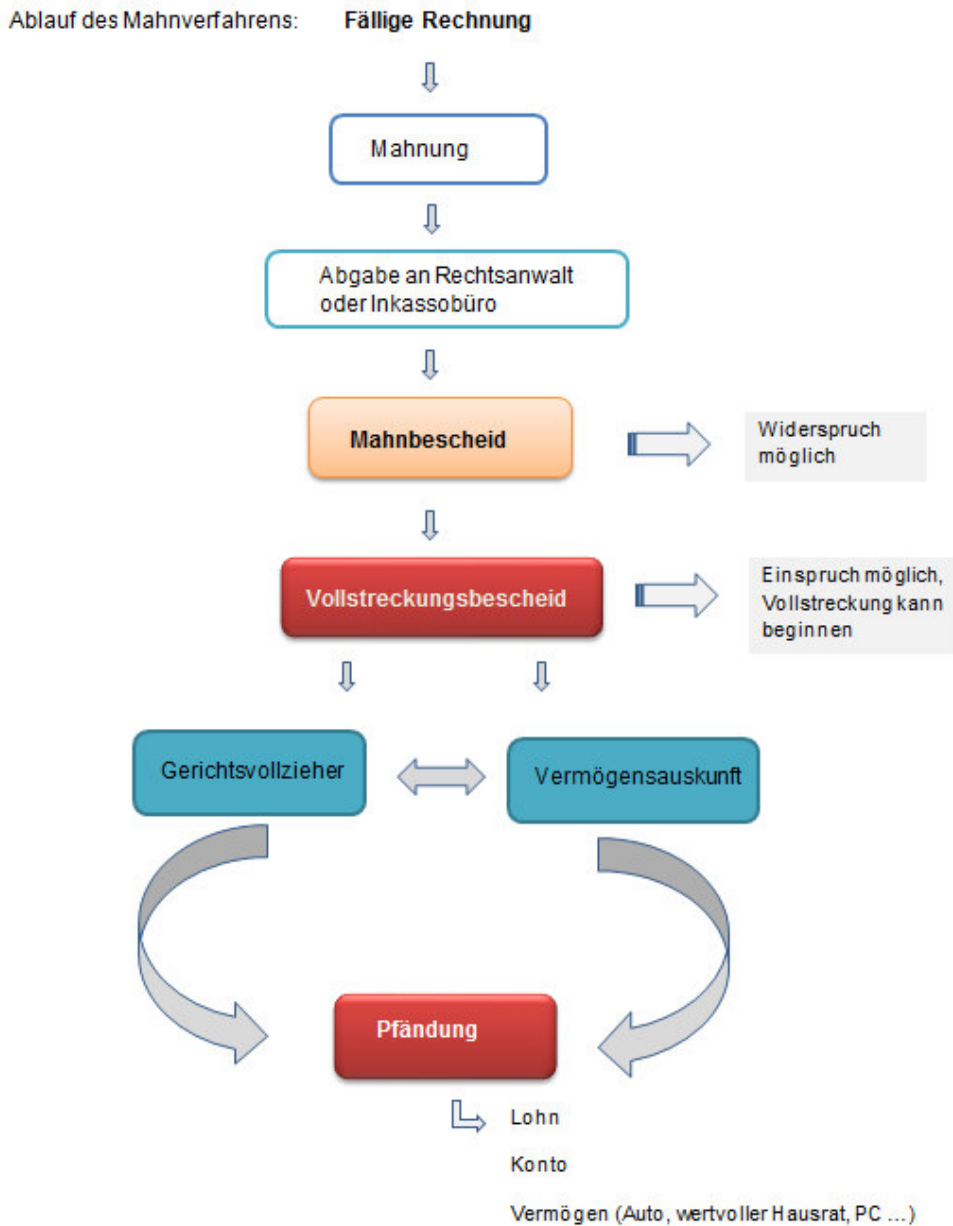 Ablauf des Mahnverfahrens: Fällige Rechnung
Mahnung
Abgabe an Rechtsanwalt
oder Inkassobüro
Mahnbescheid
Widerspruch
möglich
Vollstreckungsbescheid
Einspruch möglich,
Vollstreckung kann
beginnen
Gerichtsvollzieher
Vermögensauskunft
Pfändung
Lohn
Konto
Vermögen (Auto, wertvoller Hausrat, PC ...)